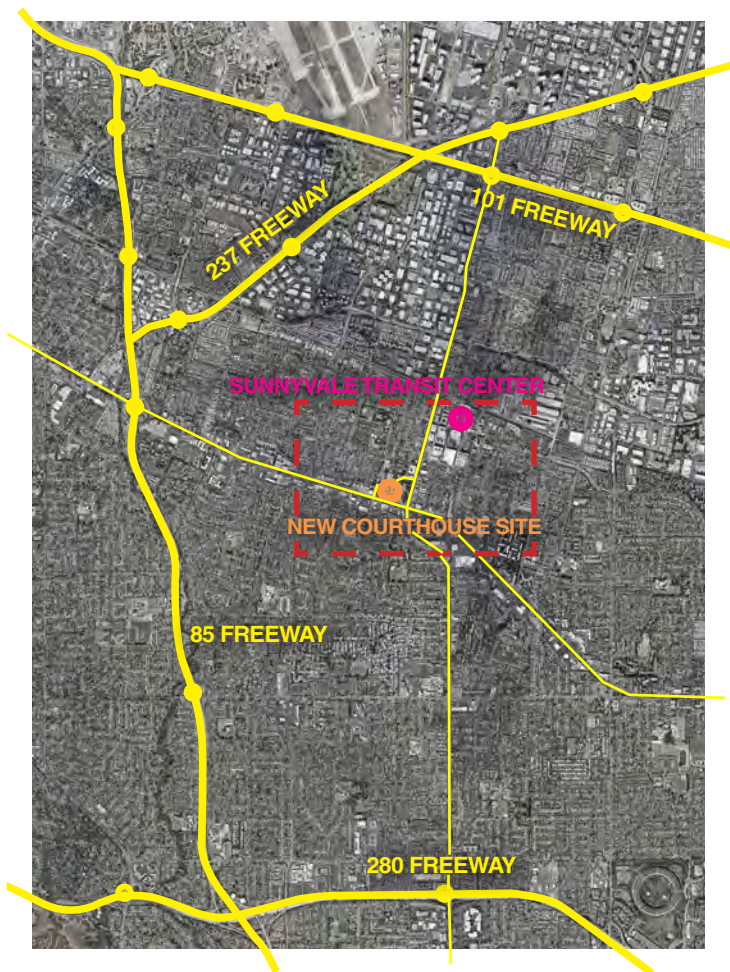 237 FREEWAY
101 FREEWAY
SUNNYVALE TRANSIT CENTER
NEW COURTHOUSE SITE
85 FREEWAY
280 FREEWAY